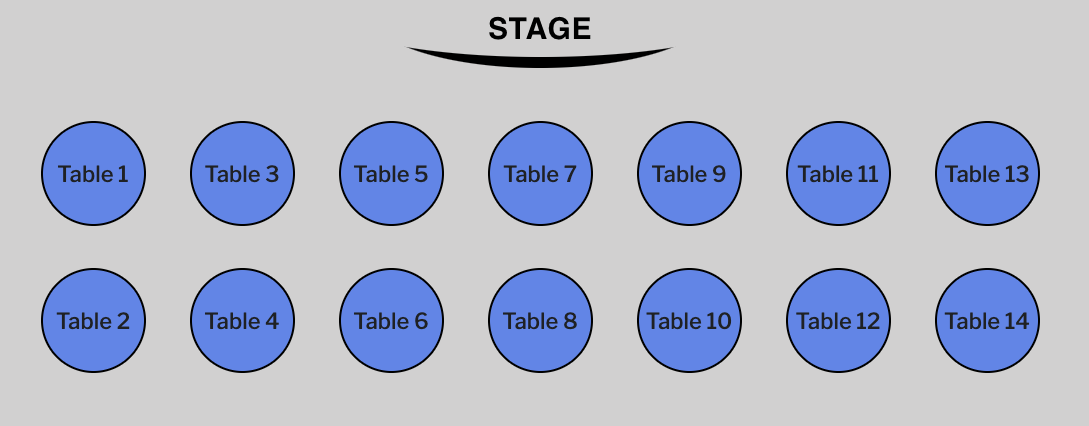 STAGE
Table 1
Table 3
Table 5
Table 7
Table 9
Table 11
Table 13
Table 2
Table 4
Table 6
Table 8
Table 10
Table 12
Table 14